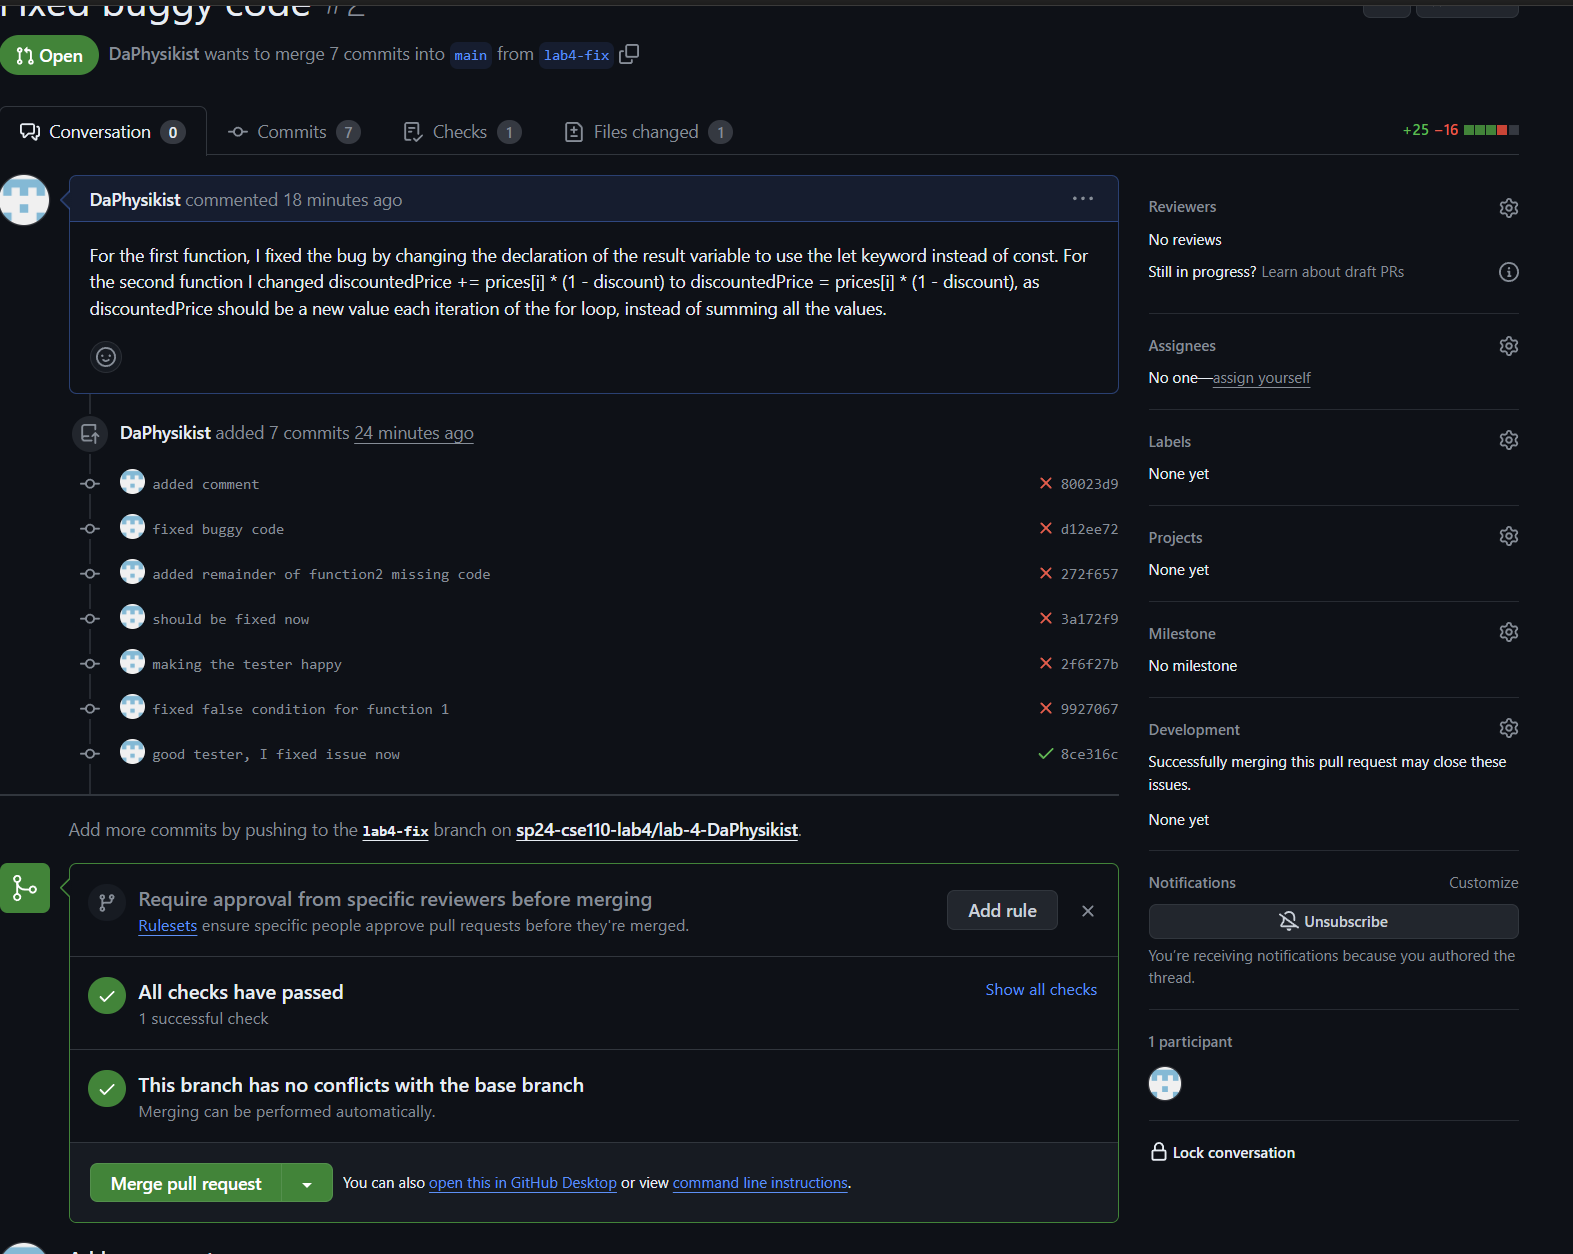 Fixed buggy code #2
Open DaPhysikist wants to merge 7 commits into main from lab4-fix
Conversation 0 Commits 7 Checks 1 Files changed 1 +25 −16
DaPhysikist commented 18 minutes ago
For the first function, I fixed the bug by changing the declaration of the result variable to use the let keyword instead of const. For
the second function I changed discountedPrice += prices[i] * (1 - discount) to discountedPrice = prices[i] * (1 - discount), as
discountedPrice should be a new value each iteration of the for loop, instead of summing all the values.
DaPhysikist added 7 commits 24 minutes ago
added comment 80023d9
fixed buggy code d12ee72
added remainder of function2 missing code 272f657
should be fixed now 3a172f9
making the tester happy 2f6f27b
fixed false condition for function 1 9927067
good tester, I fixed issue now 8ce316c
Add more commits by pushing to the lab4-fix branch on sp24-cse110-lab4/lab-4-DaPhysikist.
Require approval from specific reviewers before merging
Rulesets ensure specific people approve pull requests before they're merged.
Add rule
All checks have passed
1 successful check
Show all checks
This branch has no conflicts with the base branch
Merging can be performed automatically.
Merge pull request You can also open this in GitHub Desktop or view command line instructions.
Reviewers
No reviews
Still in progress? Learn about draft PRs
Assignees
No one—assign yourself
Labels
None yet
Projects
None yet
Milestone
No milestone
Development
Successfully merging this pull request may close these
issues.
None yet
Notifications Customize
Unsubscribe
You're receiving notifications because you authored the
thread.
1 participant
Lock conversation